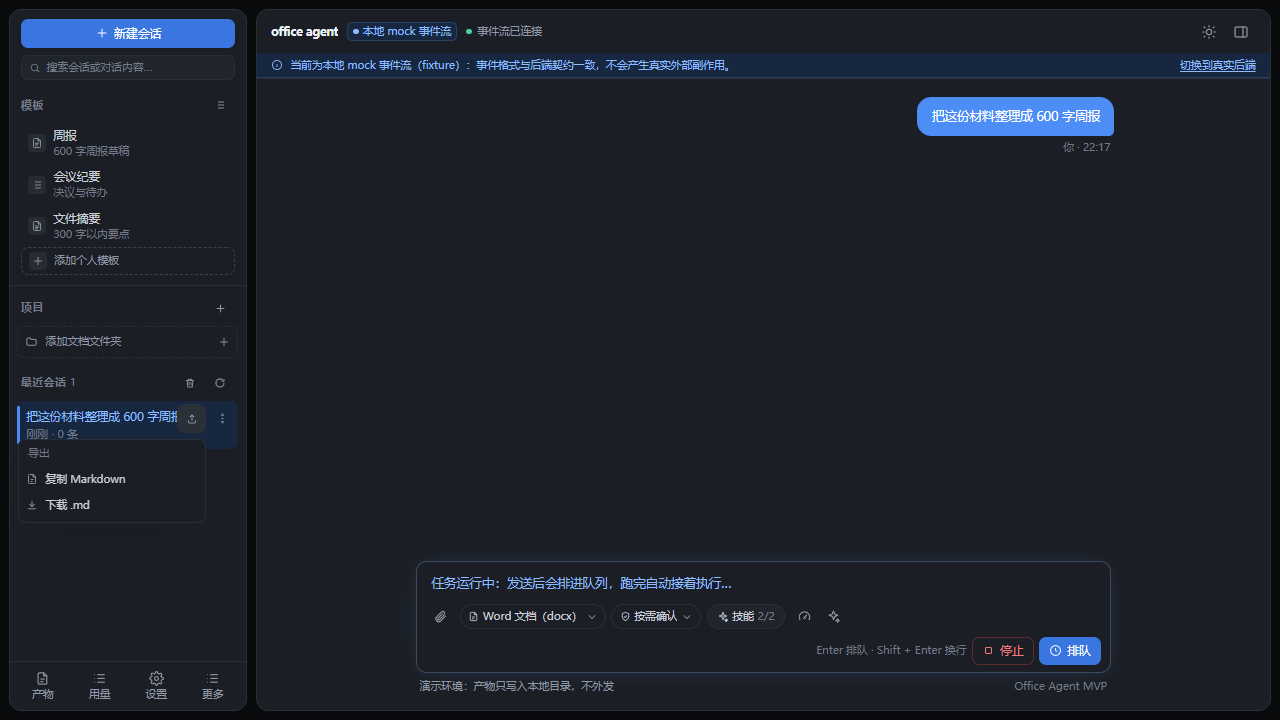 新建会话
搜索会话或对话内容...
模板
周报
600 字周报草稿
会议纪要
决议与待办
文件摘要
300 字以内要点
添加个人模板
项目
添加文档文件夹
最近会话 1
把这份材料整理成 600 字周报
刚刚 · 0 条
导出
复制 Markdown
下载 .md
产物
用量
设置
更多
office agent
本地 mock 事件流
事件流已连接
当前为本地 mock 事件流（fixture）：事件格式与后端契约一致，不会产生真实外部副作用。
切换到真实后端
把这份材料整理成 600 字周报
你 · 22:17
任务运行中：发送后会排进队列，跑完自动接着执行...
Word 文档（docx）
按需确认
技能 2/2
Enter 排队 · Shift + Enter 换行
停止
排队
演示环境：产物只写入本地目录，不外发
Office Agent MVP